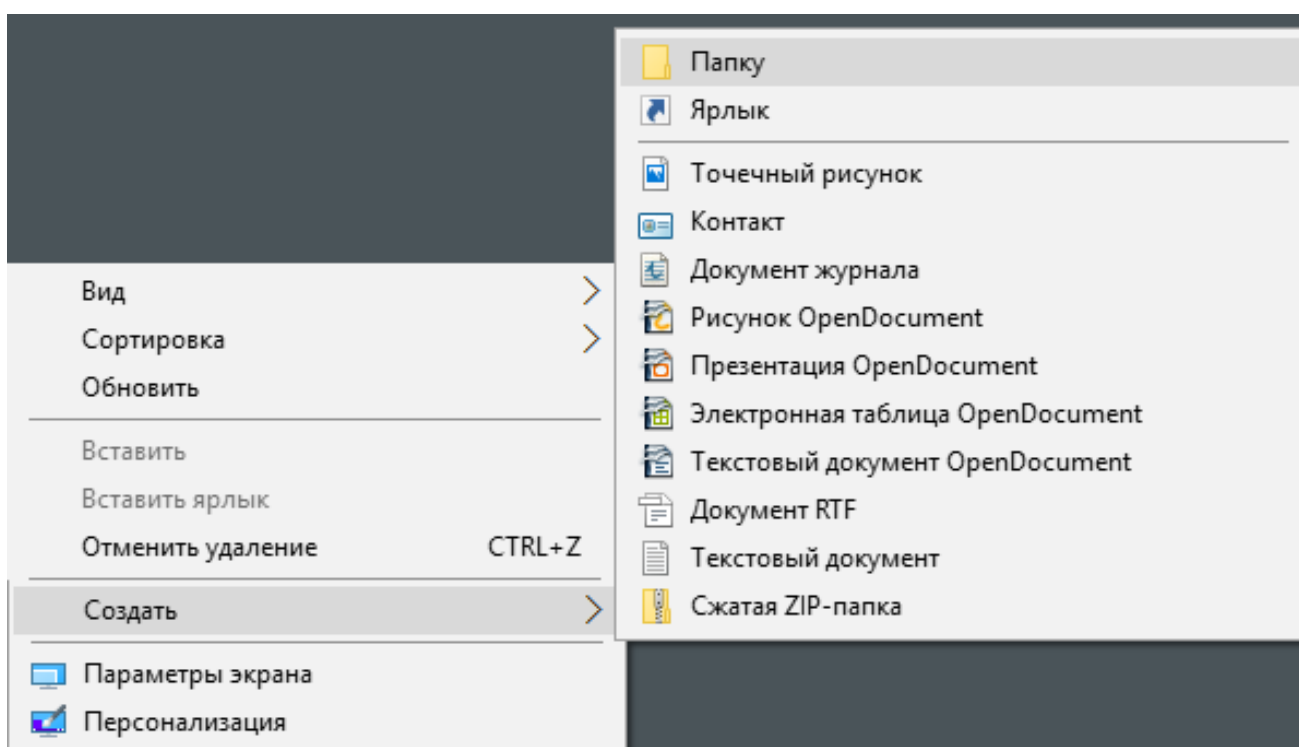 Папку
Ярлык
Точечный рисунок
Контакт
Документ журнала
Рисунок OpenDocument
Презентация OpenDocument
Электронная таблица OpenDocument
Текстовый документ OpenDocument
Документ RTF
Текстовый документ
Сжатая ZIP-папка
Вид
Сортировка
Обновить
Вставить
Вставить ярлык
Отменить удаление CTRL+Z
Создать
Параметры экрана
Персонализация